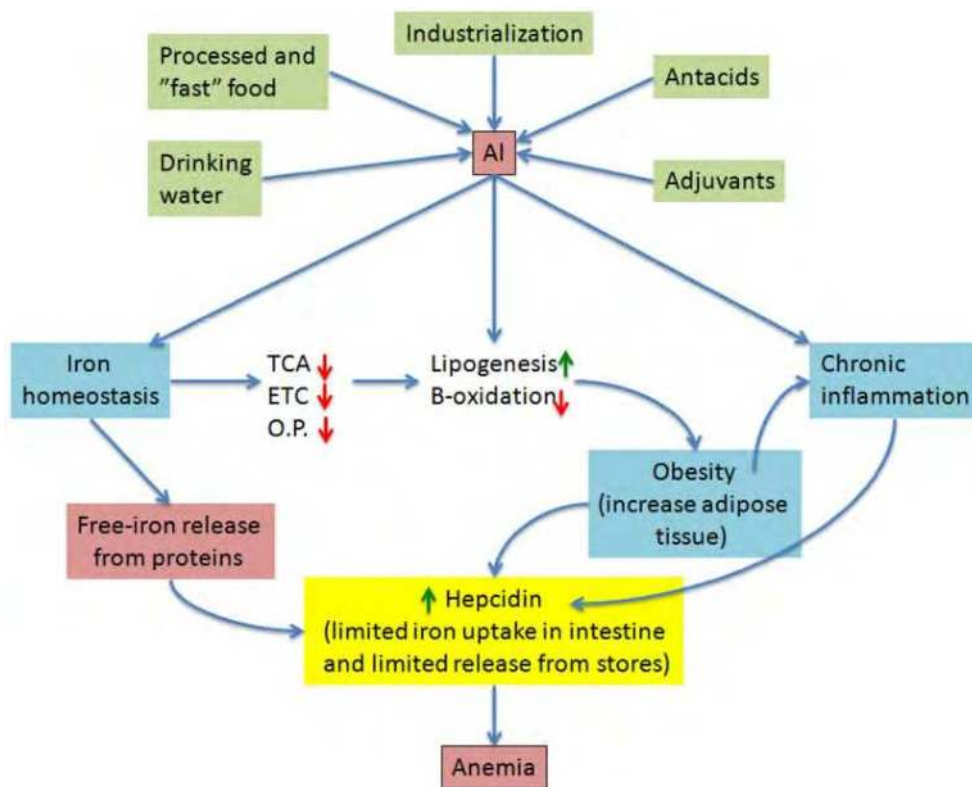 Industrialization
Processed and
”fast” food
Antacids
Al
Drinking
water
Adjuvants
Iron
homeostasis
TCA
ETC
O.P.
Lipogenesis
B-oxidation
Chronic
inflammation
Obesity
(increase adipose
tissue)
Free-iron release
from proteins
Hepcidin
(limited iron uptake in intestine
and limited release from stores)
Anemia